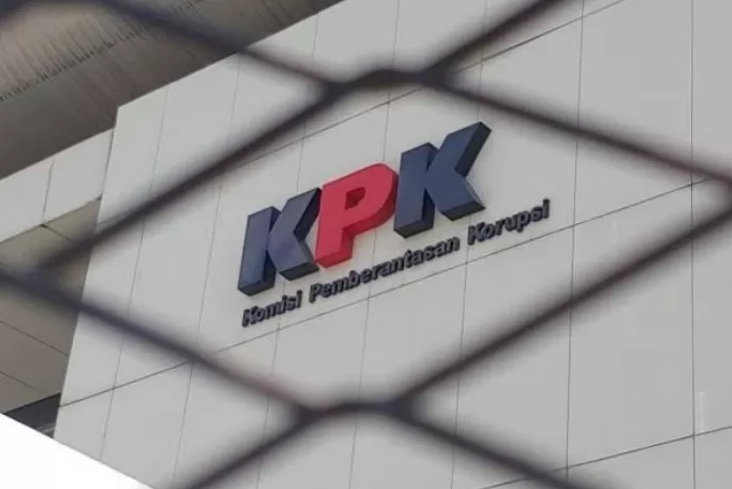 KPK
Komisi Pemberantasan Korupsi